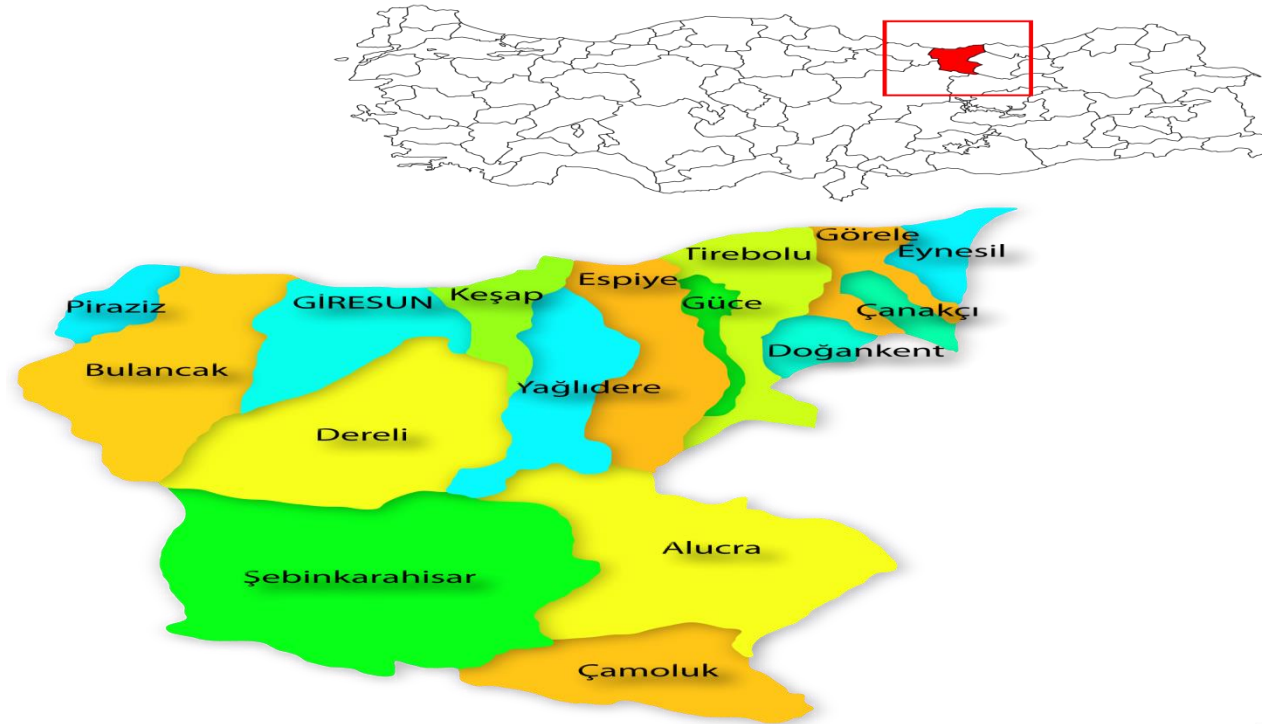 Görele
Eynesil
Tirebolu
Espiye
Keşap
GİRESUN
Piraziz
Güce
Çanakçı
Doğankent
Bulancak
Yağlıdere
Dereli
Alucra
Şebinkarahisar
Çamoluk